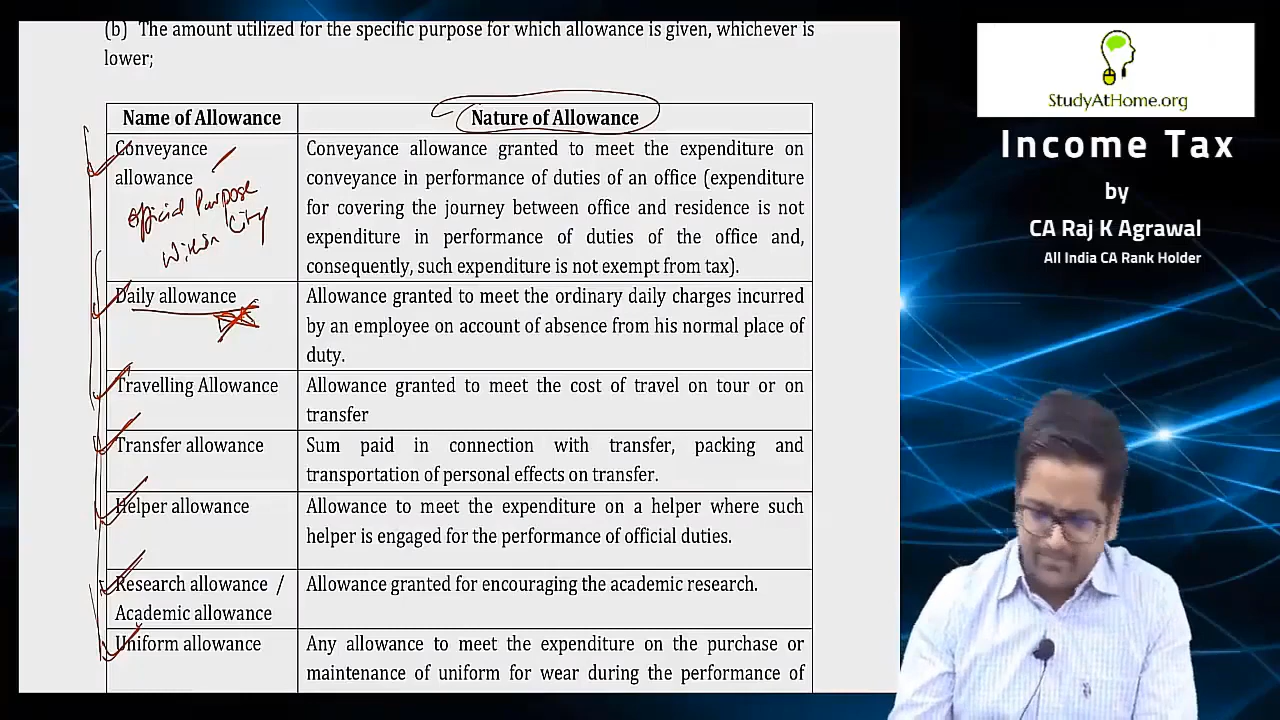 (b) The amount utilized for the specific purpose for which allowance is given, whichever is
lower;
Name of Allowance
Nature of Allowance
Conveyance
allowance
Official Purpose
Within City
Conveyance allowance granted to meet the expenditure on
conveyance in performance of duties of an office (expenditure
for covering the journey between office and residence is not
expenditure in performance of duties of the office and,
consequently, such expenditure is not exempt from tax).
Daily allowance
Allowance granted to meet the ordinary daily charges incurred
by an employee on account of absence from his normal place of
duty.
Travelling Allowance
Allowance granted to meet the cost of travel on tour or on
transfer
Transfer allowance
Sum paid in connection with transfer, packing and
transportation of personal effects on transfer.
Helper allowance
Allowance to meet the expenditure on a helper where such
helper is engaged for the performance of official duties.
Research allowance /
Academic allowance
Allowance granted for encouraging the academic research.
Uniform allowance
Any allowance to meet the expenditure on the purchase or
maintenance of uniform for wear during the performance of
StudyAtHome.org
Income Tax
by
CA Raj K Agrawal
All India CA Rank Holder